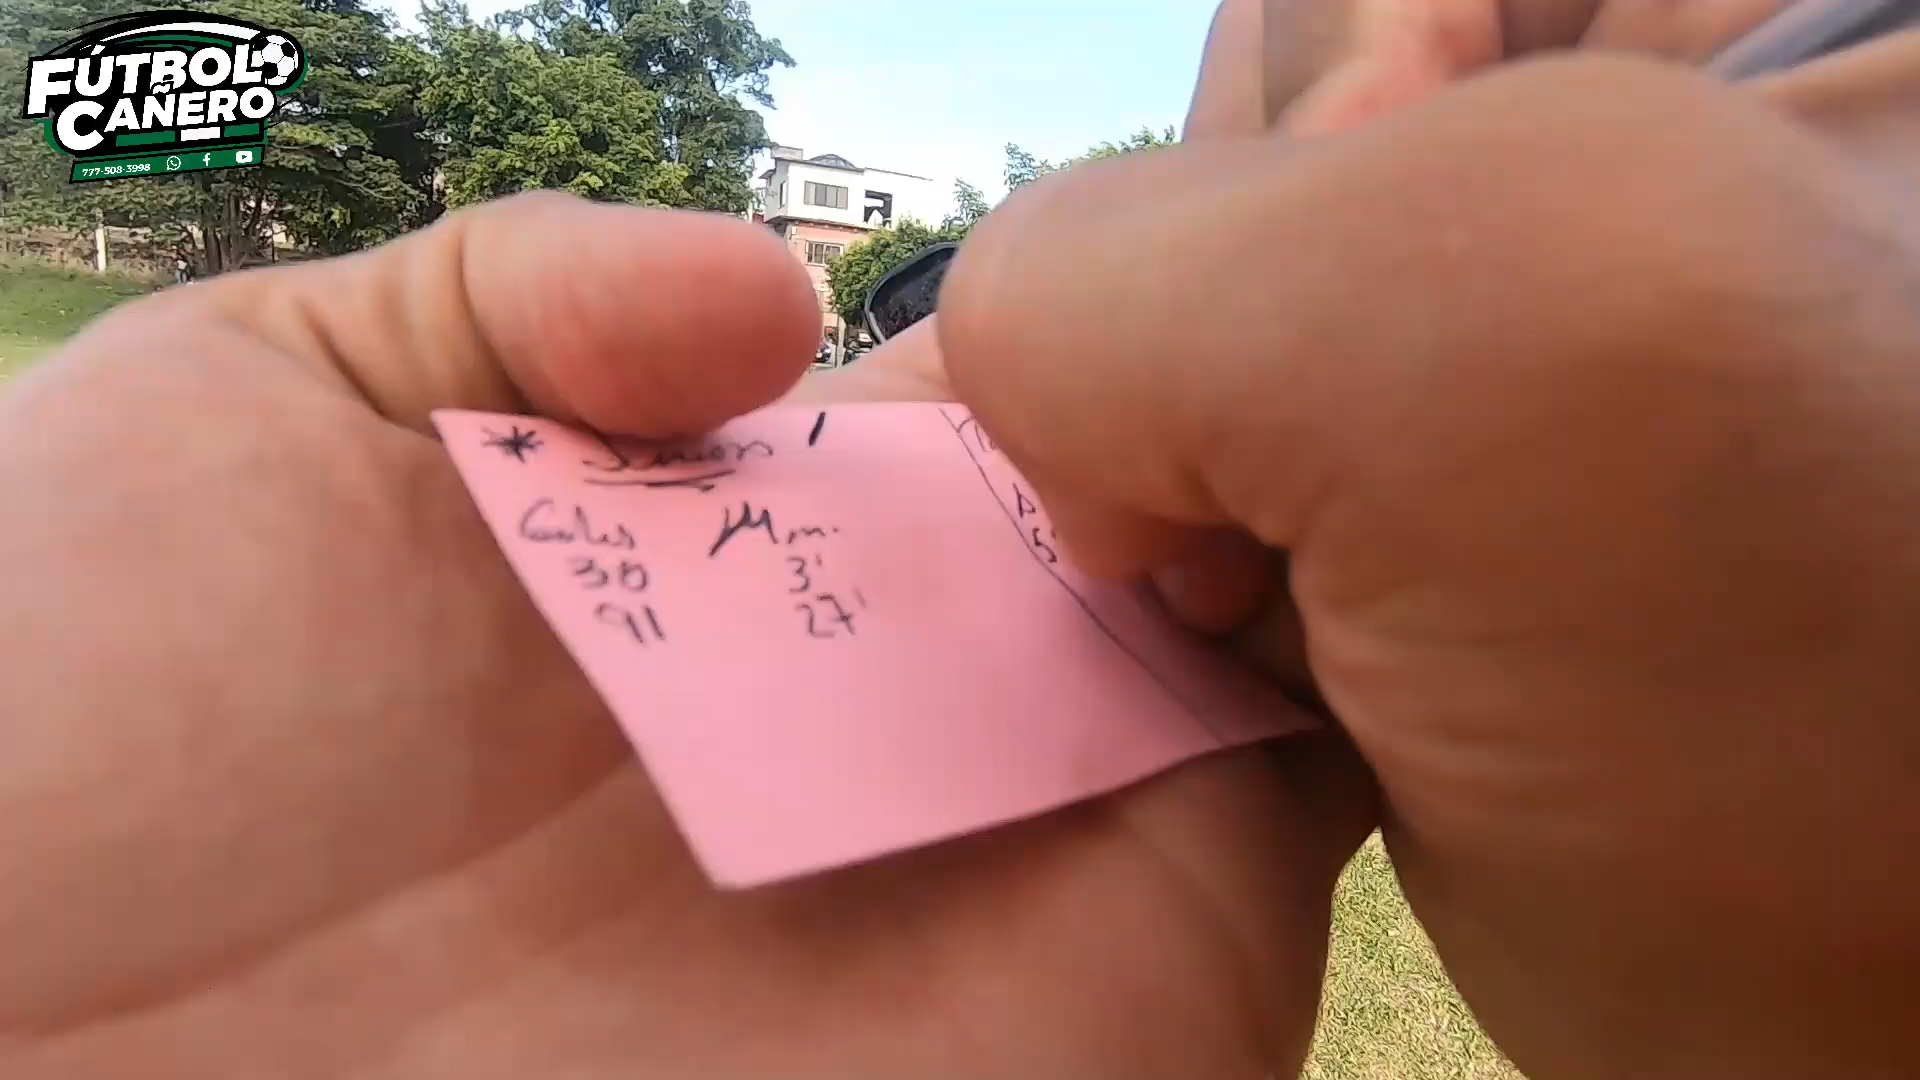 FÚTBOL
CAÑERO
777-508-3998
*
Goles Min.
30 3'
91 27'